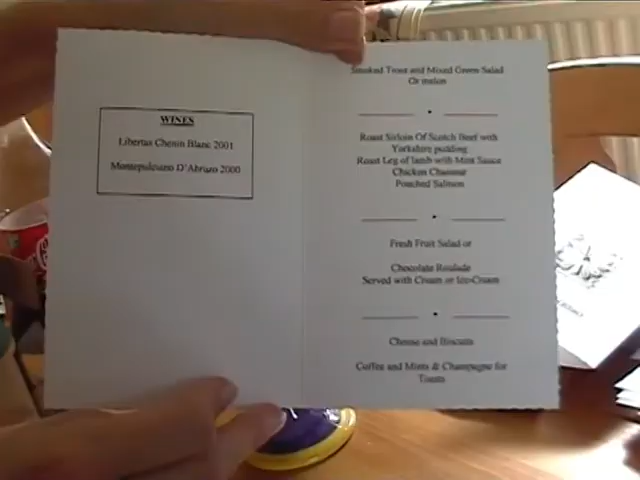 WINES
Libertas Chenin Blanc 2001
Montepulciano D'Abruzo 2000
Smoked Trout and Mixed Green Salad
Or melon
Roast Sirloin Of Scotch Beef with
Yorkshire pudding
Roast Leg of lamb with Mint Sauce
Chicken Chasseur
Poached Salmon
Fresh Fruit Salad or
Chocolate Roulade
Served with Cream or Ice-Cream
Cheese and Biscuits
Coffee and Mints & Champagne for
Toasts